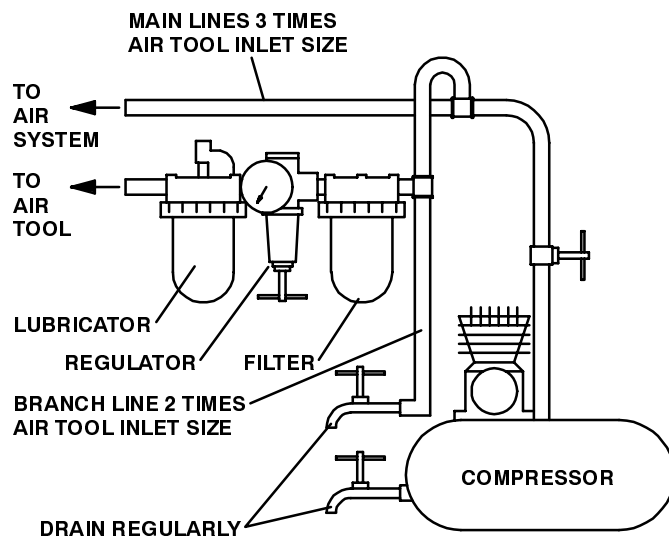 MAIN LINES 3 TIMES
AIR TOOL INLET SIZE
TO
AIR
SYSTEM
TO
AIR
TOOL
LUBRICATOR
REGULATOR
FILTER
BRANCH LINE 2 TIMES
AIR TOOL INLET SIZE
COMPRESSOR
DRAIN REGULARLY